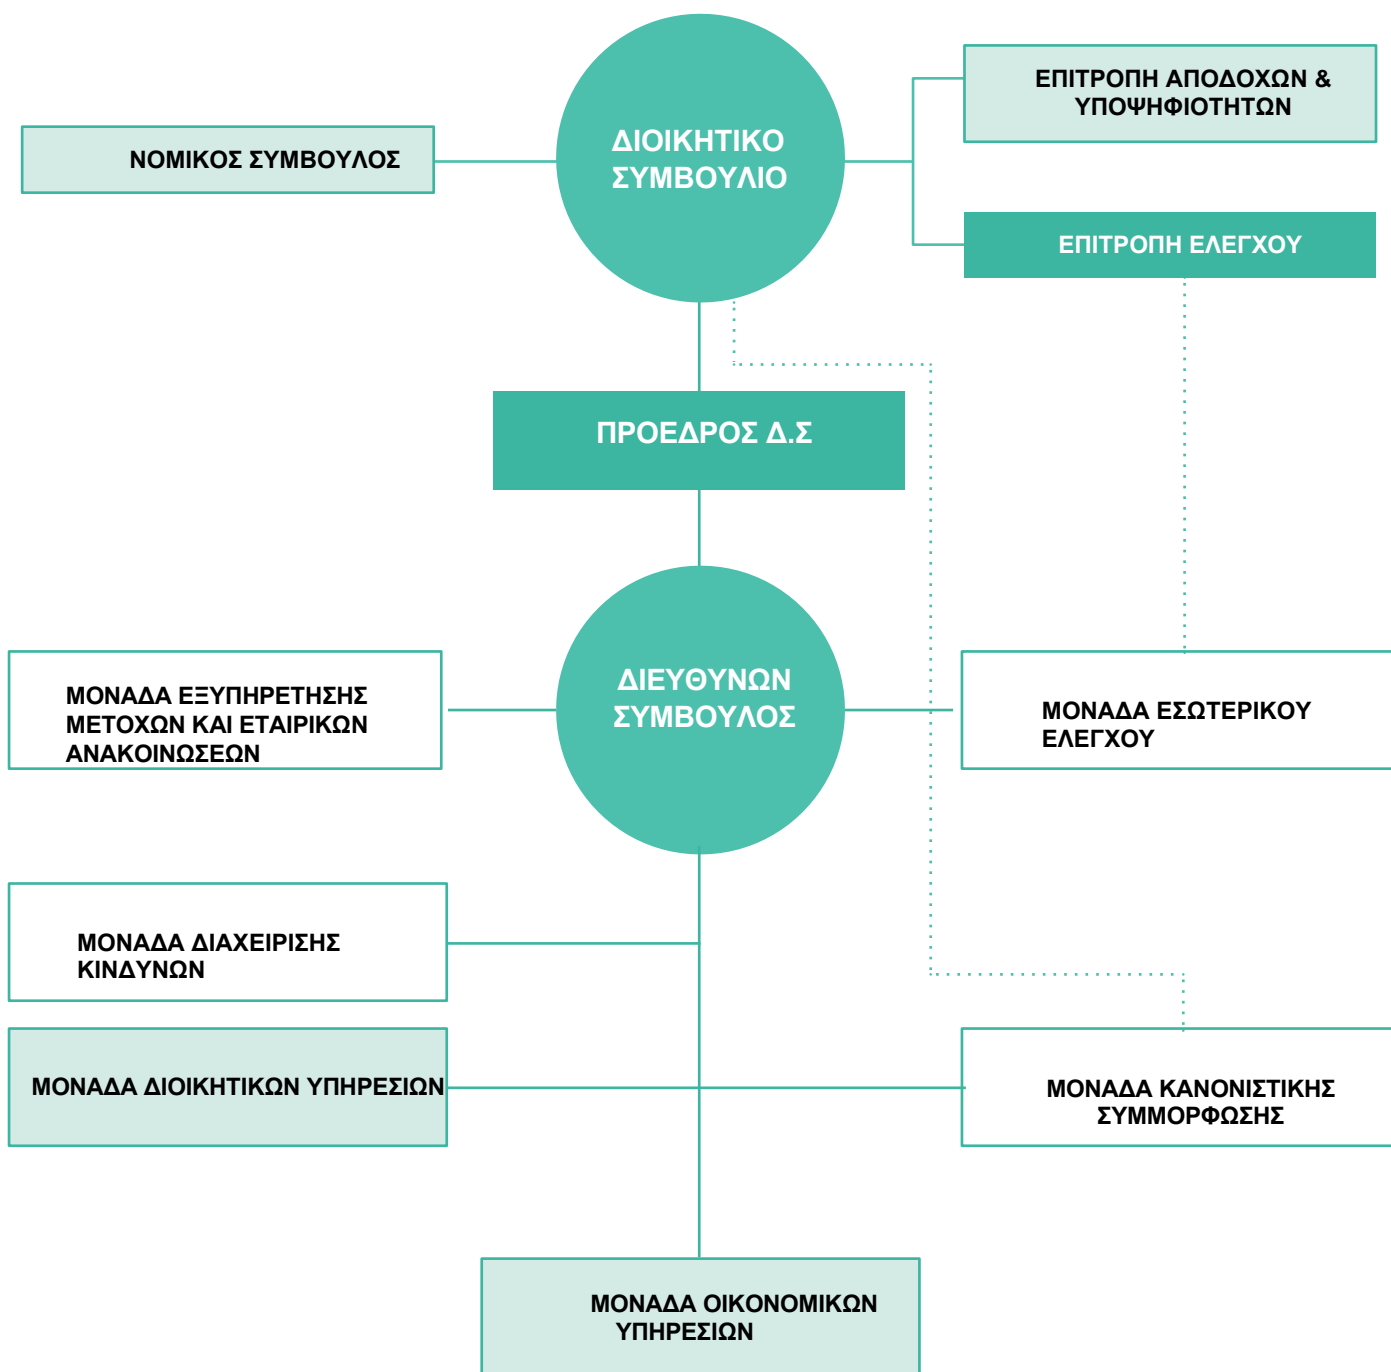 ΕΠΙΤΡΟΠΗ ΑΠΟΔΟΧΩΝ &
ΥΠΟΨΗΦΙΟΤΗΤΩΝ
ΔΙΟΙΚΗΤΙΚΟ
ΣΥΜΒΟΥΛΙΟ
ΝΟΜΙΚΟΣ ΣΥΜΒΟΥΛΟΣ
ΕΠΙΤΡΟΠΗ ΕΛΕΓΧΟΥ
ΠΡΟΕΔΡΟΣ Δ.Σ
ΔΙΕΥΘΥΝΩΝ
ΣΥΜΒΟΥΛΟΣ
ΜΟΝΑΔΑ ΕΞΥΠΗΡΕΤΗΣΗΣ
ΜΕΤΟΧΩΝ ΚΑΙ ΕΤΑΙΡΙΚΩΝ
ΑΝΑΚΟΙΝΩΣΕΩΝ
ΜΟΝΑΔΑ ΕΣΩΤΕΡΙΚΟΥ
ΕΛΕΓΧΟΥ
ΜΟΝΑΔΑ ΔΙΑΧΕΙΡΙΣΗΣ
ΚΙΝΔΥΝΩΝ
ΜΟΝΑΔΑ ΔΙΟΙΚΗΤΙΚΩΝ ΥΠΗΡΕΣΙΩΝ
ΜΟΝΑΔΑ ΚΑΝΟΝΙΣΤΙΚΗΣ
ΣΥΜΜΟΡΦΩΣΗΣ
ΜΟΝΑΔΑ ΟΙΚΟΝΟΜΙΚΩΝ
ΥΠΗΡΕΣΙΩΝ